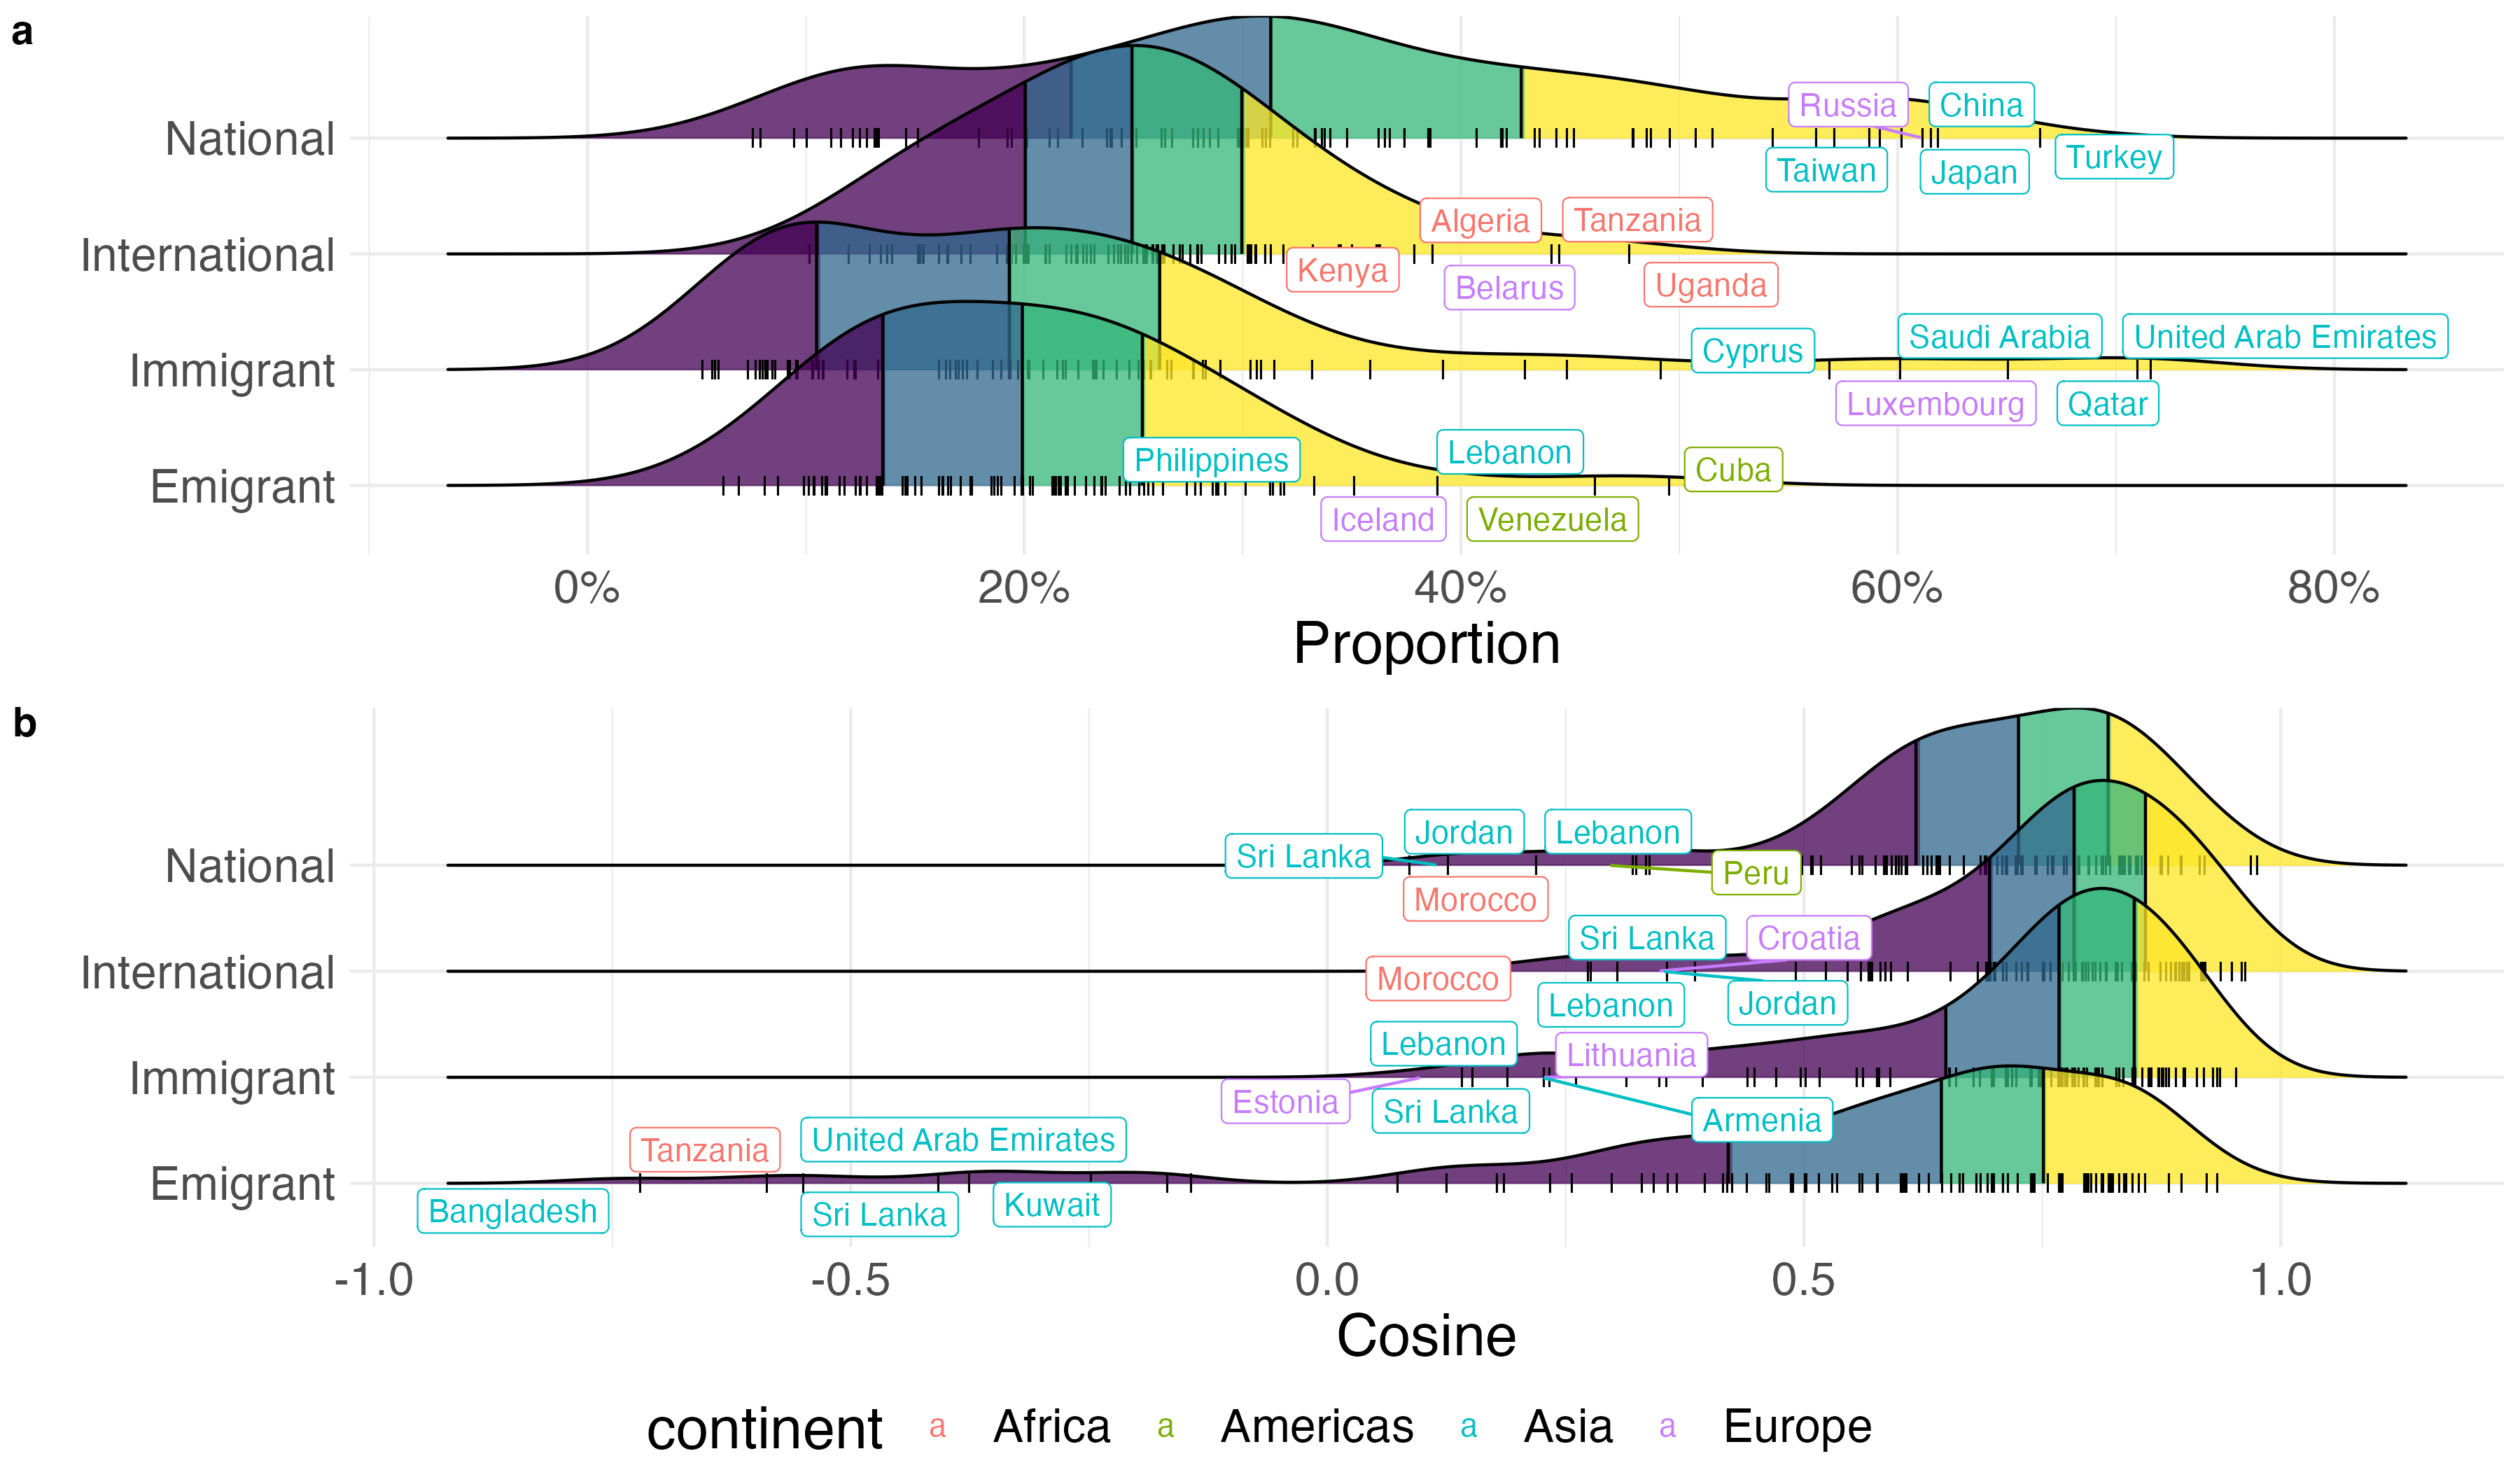 a
National
Russia China
Taiwan Japan Turkey
International
Algeria Tanzania
Kenya Belarus Uganda
Immigrant
Cyprus Saudi Arabia United Arab Emirates
Luxembourg Qatar
Emigrant
Philippines Lebanon Cuba
Iceland Venezuela
0% 20% 40% 60% 80%
Proportion
b
National
Sri Lanka Jordan Lebanon
Morocco Peru
International
Sri Lanka Croatia
Morocco Lebanon Jordan
Immigrant
Lebanon Lithuania
Estonia Sri Lanka Armenia
Emigrant
Tanzania United Arab Emirates
Bangladesh Sri Lanka Kuwait
-1.0 -0.5 0.0 0.5 1.0
Cosine
continent a Africa a Americas a Asia a Europe